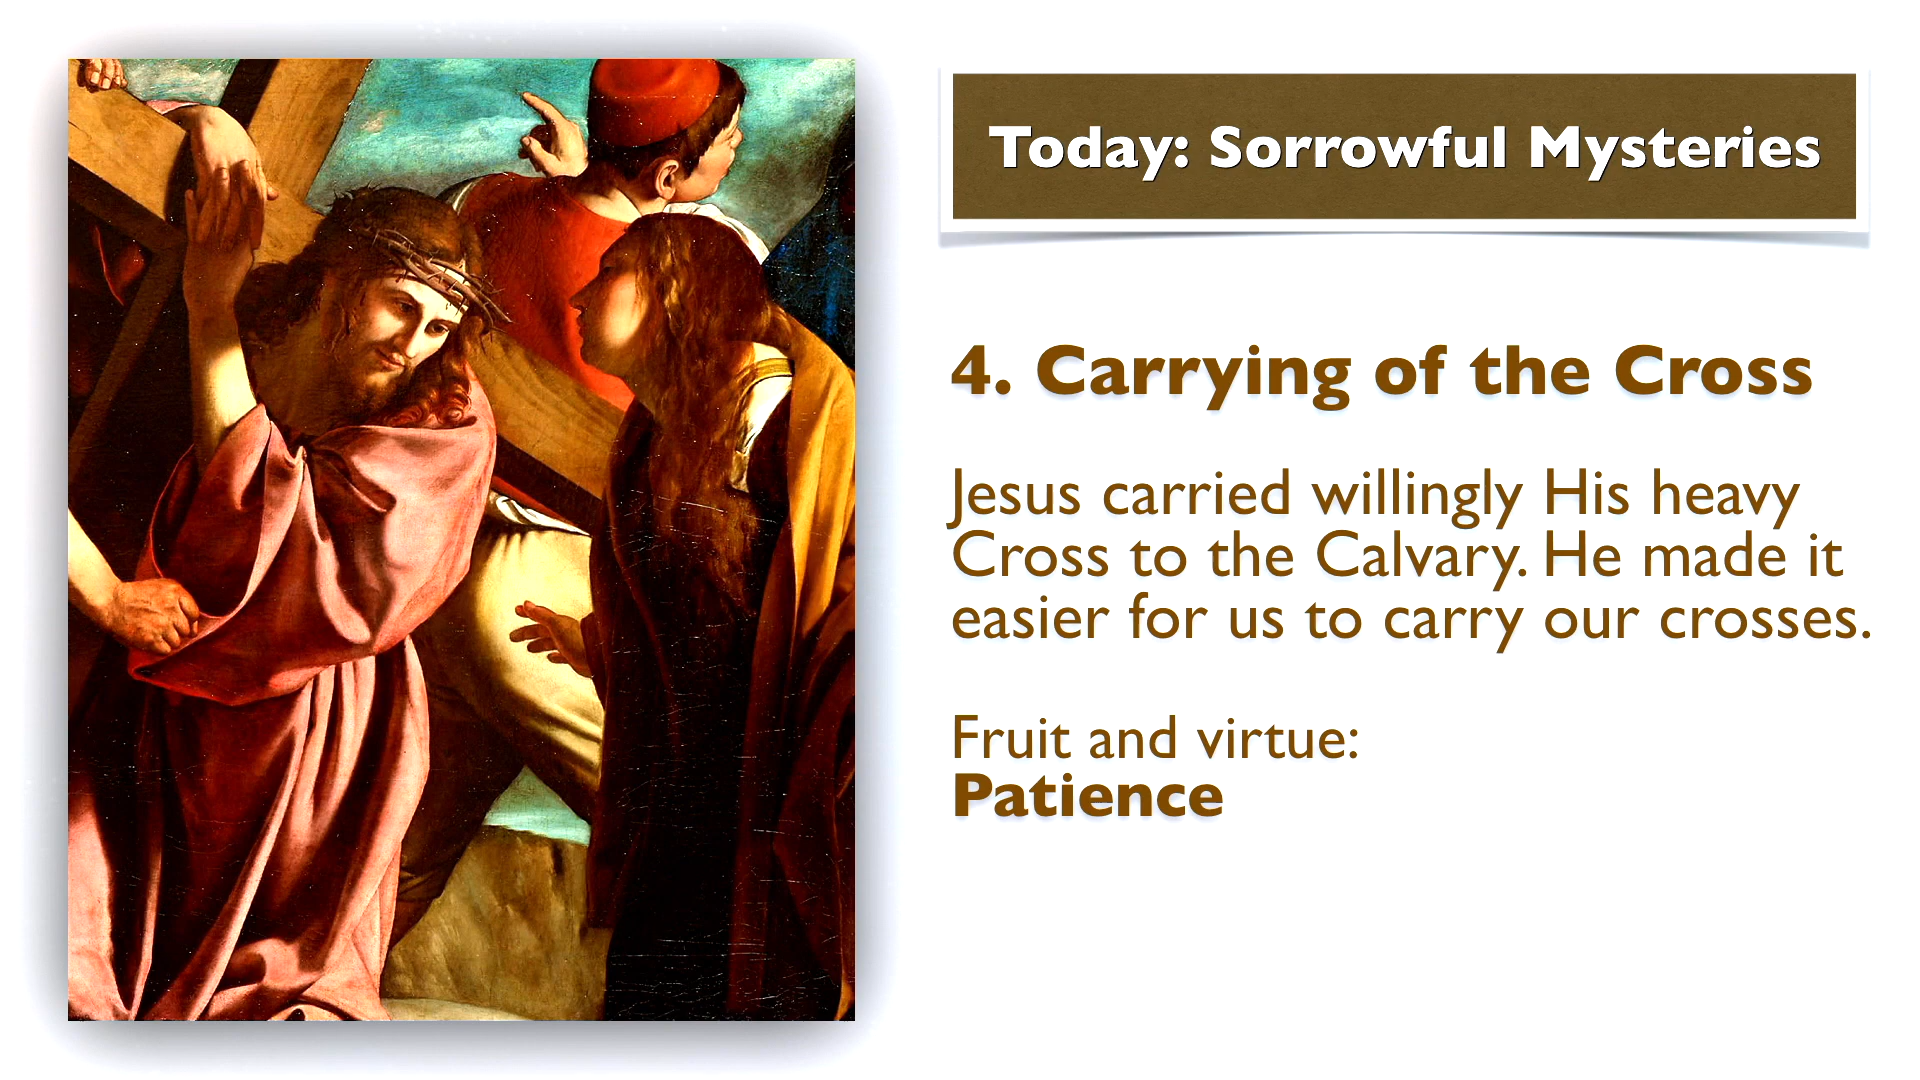 Today: Sorrowful Mysteries
4. Carrying of the Cross
Jesus carried willingly His heavy
Cross to the Calvary. He made it
easier for us to carry our crosses.
Fruit and virtue:
Patience